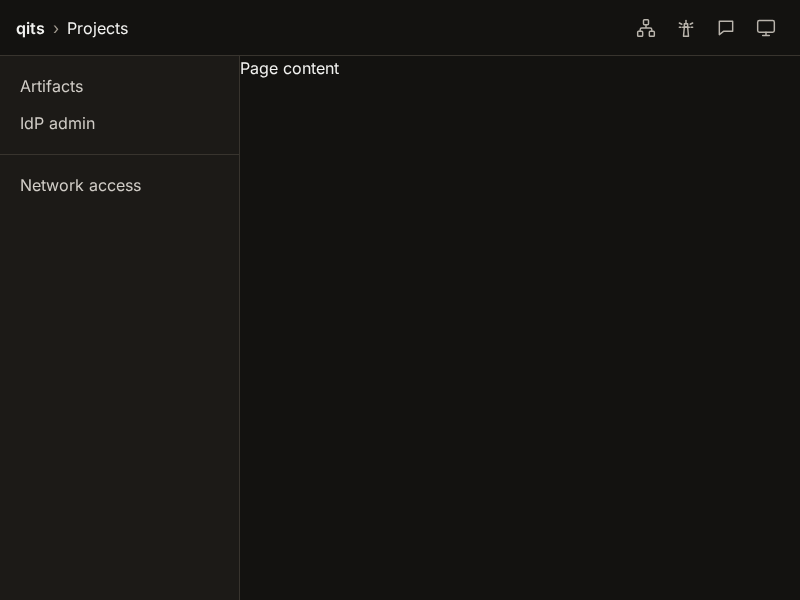 qits › Projects
Artifacts
IdP admin
Network access
Page content